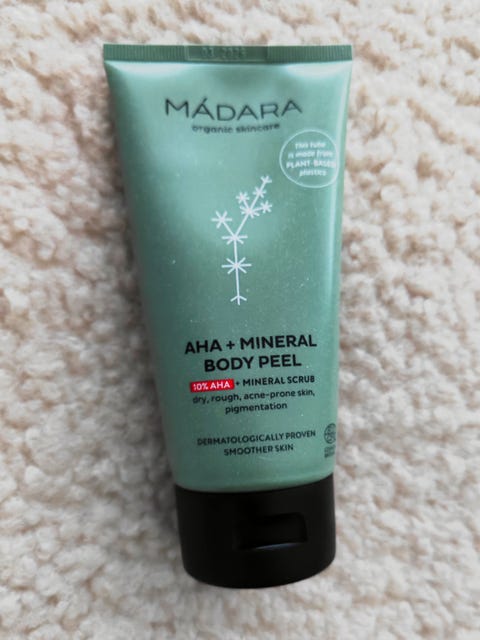 MÁDARA
organic skincare
This tube
is made from
PLANT-BASED
plastics
AHA + MINERAL
BODY PEEL
10% AHA + MINERAL SCRUB
dry, rough, acne-prone skin,
pigmentation
DERMATOLOGICALLY PROVEN
SMOOTHER SKIN